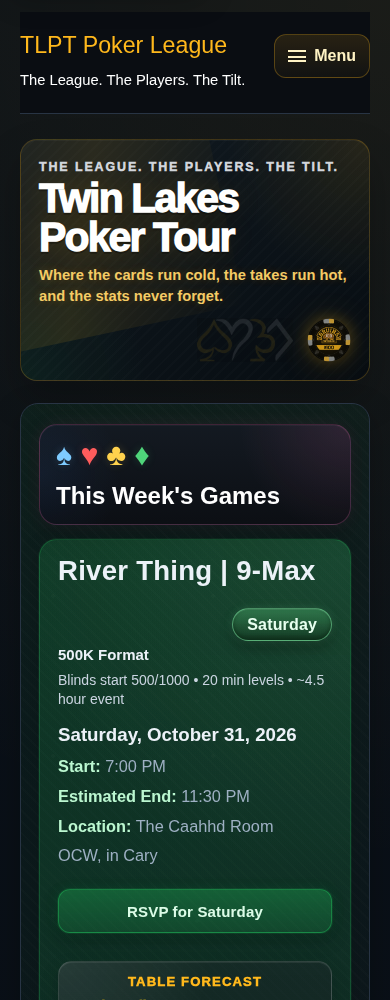 TLPT Poker League
Menu
The League. The Players. The Tilt.
THE LEAGUE. THE PLAYERS. THE TILT.
Twin Lakes
Poker Tour
Where the cards run cold, the takes run hot,
and the stats never forget.
This Week's Games
River Thing | 9-Max
Saturday
500K Format
Blinds start 500/1000 • 20 min levels • ~4.5
hour event
Saturday, October 31, 2026
Start: 7:00 PM
Estimated End: 11:30 PM
Location: The Caahhd Room
OCW, in Cary
RSVP for Saturday
TABLE FORECAST